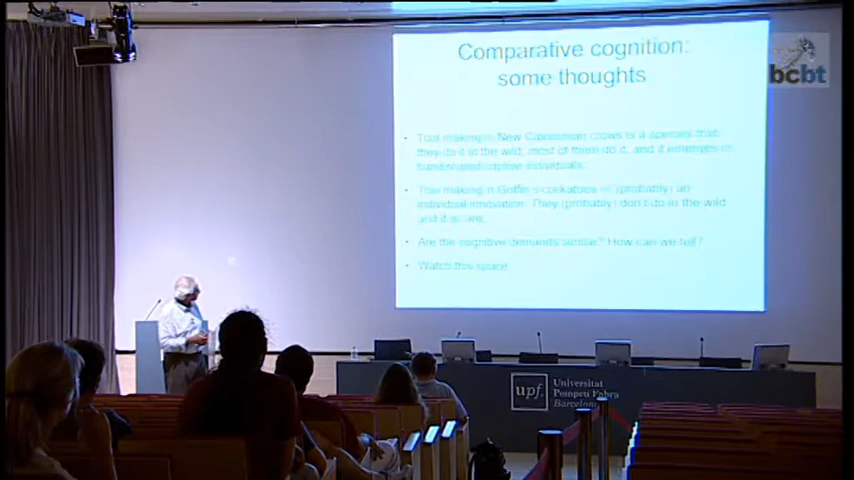 Comparative cognition:
some thoughts
bcbt
• Tool making in New Caledonian crows is a species trait:
they do it in the wild, most of them do it, and it emerges in
hand-reared captive individuals.
• Tool making in Goffin's cockatoos is (probably) an
individual innovation: They (probably) don't do it in the wild
and it is rare.
• Are the cognitive demands similar? How can we tell?
• Watch this space
upf.
Universitat
Pompeu Fabra
Barcelona